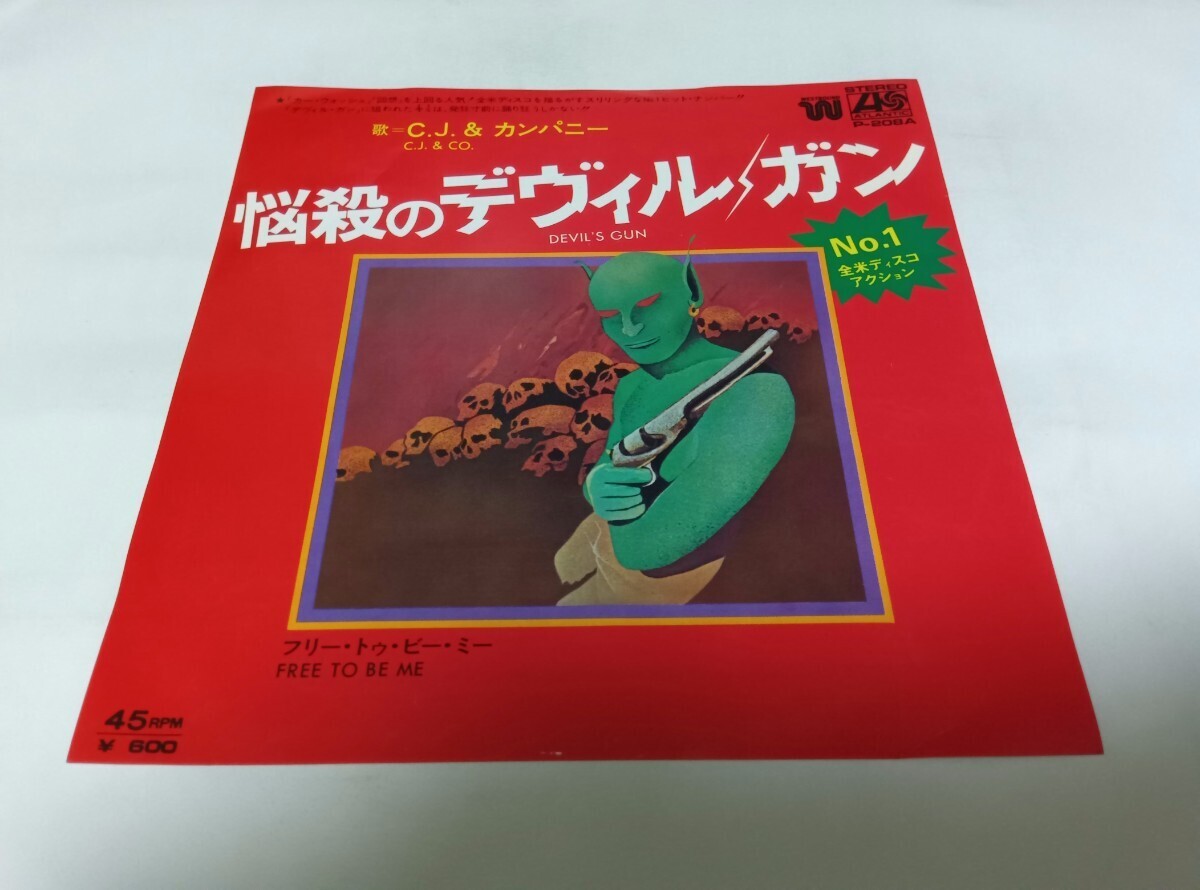 STEREO
ATLANTIC
P-208A
歌=C.J. & カンパニー
C.J. & CO.
悩殺のデヴィル/ガン
DEVIL'S GUN
No.1
全米ディスコ
アクション
フリー・トゥ・ビー・ミー
FREE TO BE ME
45RPM
¥ 600